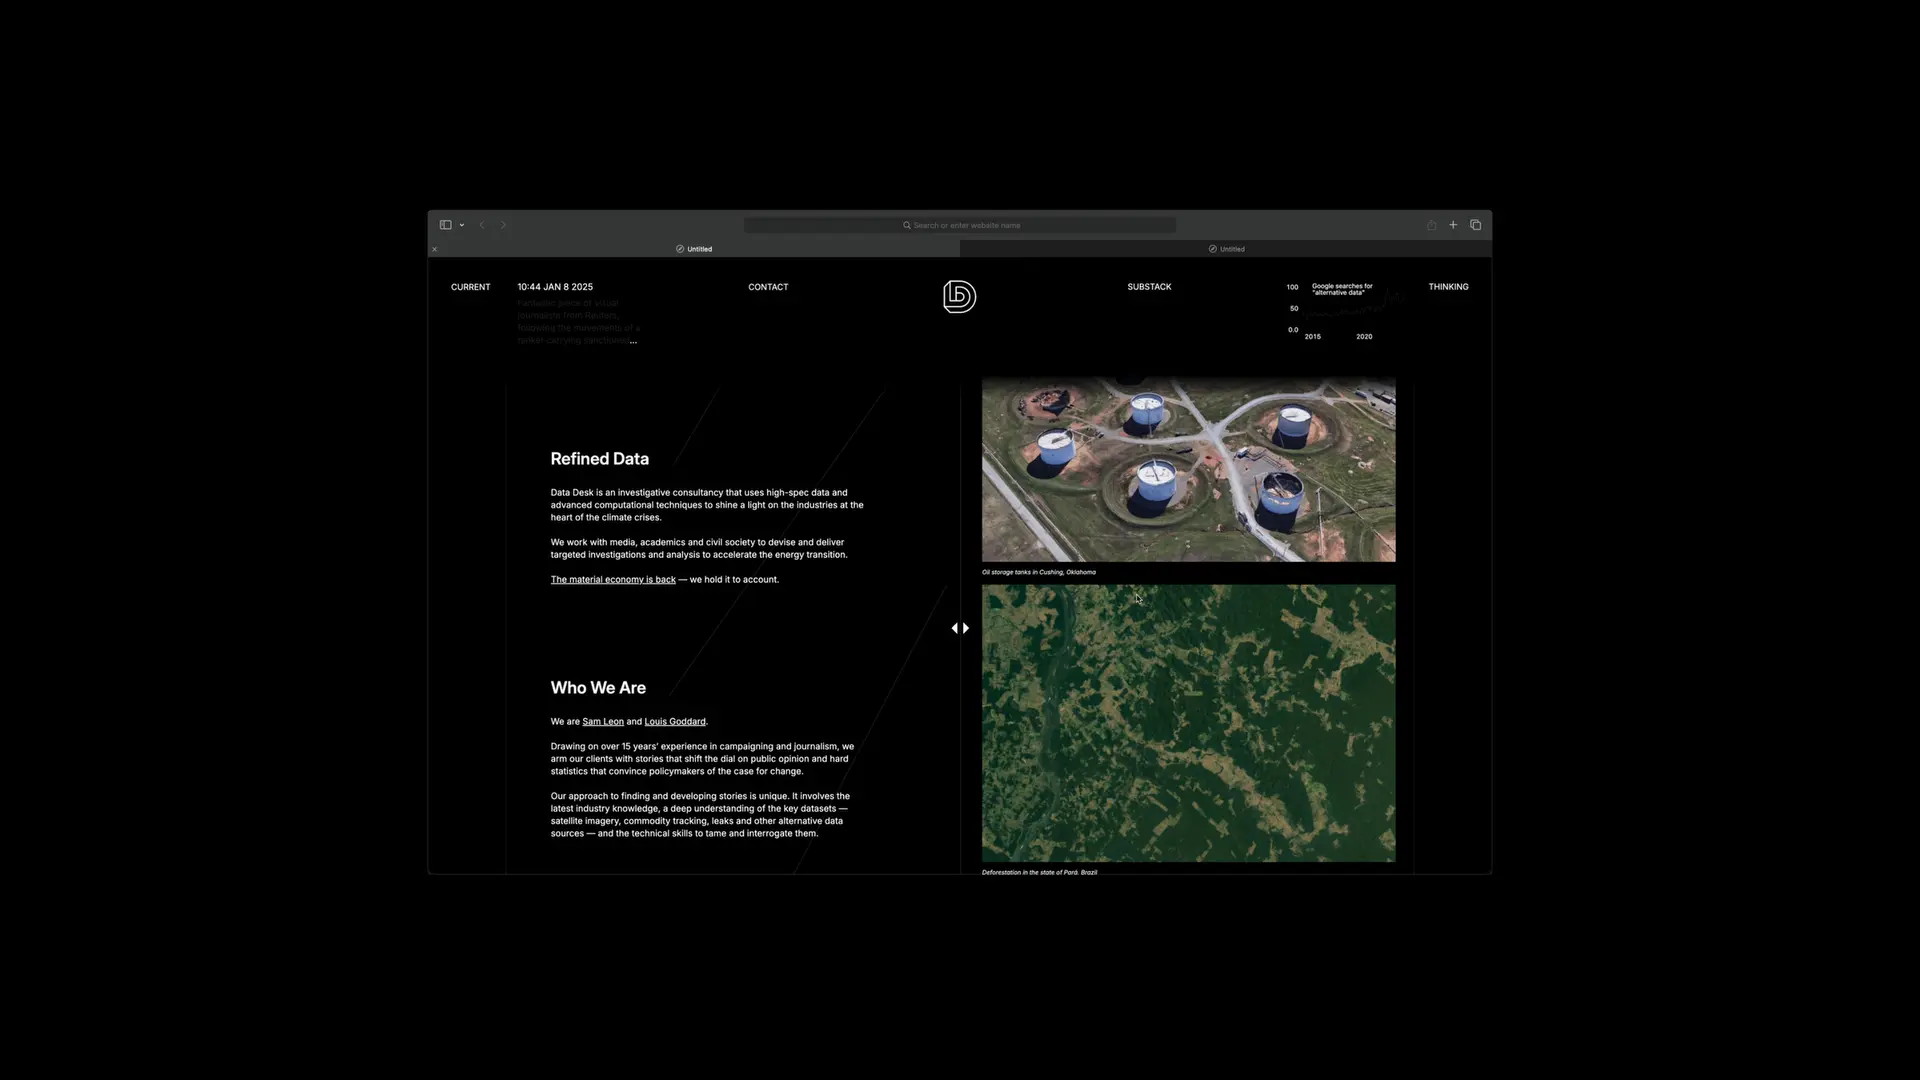 Search or enter website name
Untitled
Untitled
CURRENT
10:44 JAN 8 2025
hardwon piece of visual
journalism from Reuters,
following the movements of a
tanker-carrying sanctioned...
CONTACT
SUBSTACK
100
50
0.0
Google searches for
"alternative data"
2015 2020
THINKING
Refined Data
Data Desk is an investigative consultancy that uses high-spec data and
advanced computational techniques to shine a light on the industries at the
heart of the climate crises.
We work with media, academics and civil society to devise and deliver
targeted investigations and analysis to accelerate the energy transition.
The material economy is back — we hold it to account.
Who We Are
We are Sam Leon and Louis Goddard.
Drawing on over 15 years' experience in campaigning and journalism, we
arm our clients with stories that shift the dial on public opinion and hard
statistics that convince policymakers of the case for change.
Our approach to finding and developing stories is unique. It involves the
latest industry knowledge, a deep understanding of the key datasets —
satellite imagery, commodity tracking, leaks and other alternative data
sources — and the technical skills to tame and interrogate them.
Oil storage tanks in Cushing, Oklahoma
Deforestation in the state of Pará, Brazil